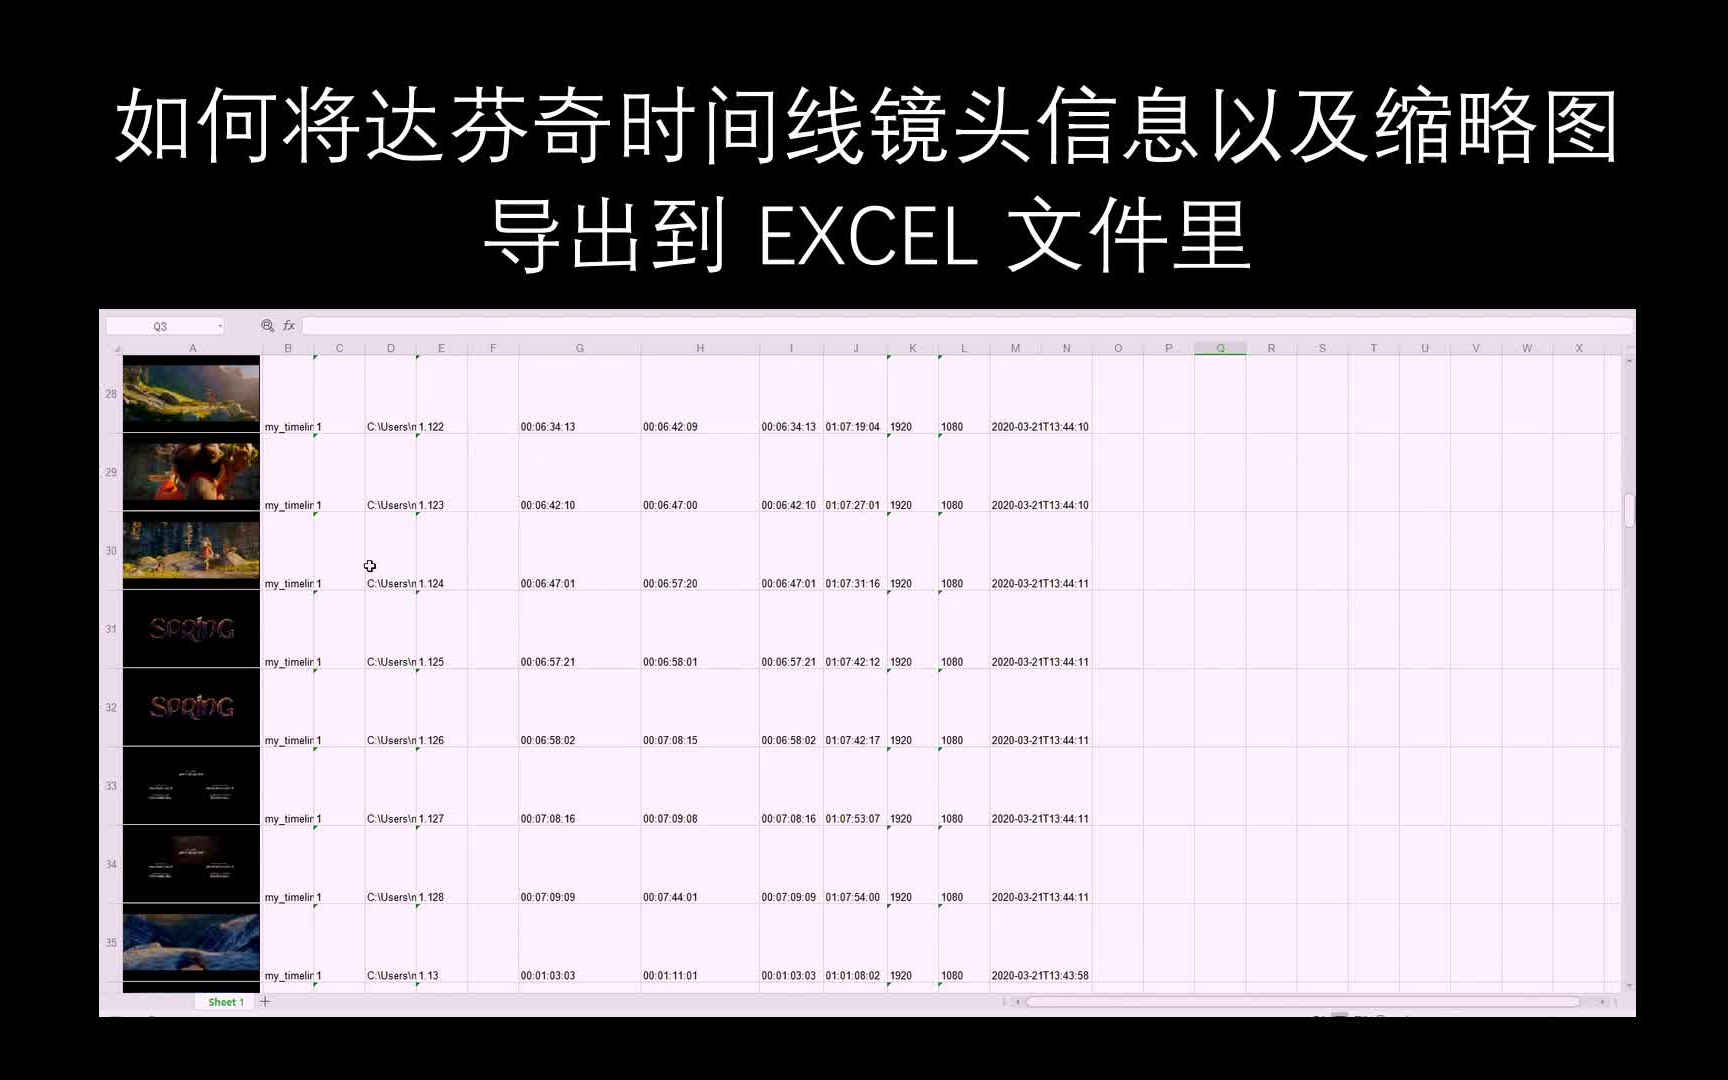 如何将达芬奇时间线镜头信息以及缩略图
导出到 EXCEL 文件里
Q3 fx
A B C D E F G H I J K L M N O P Q R S T U V W X
28 my_timelin 1 C:\Users\n 1.122 00:06:34:13 00:06:42:09 00:06:34:13 01:07:19:04 1920 1080 2020-03-21T13:44:10
29 my_timelin 1 C:\Users\n 1.123 00:06:42:10 00:06:47:00 00:06:42:10 01:07:27:01 1920 1080 2020-03-21T13:44:10
30 my_timelin 1 C:\Users\n 1.124 00:06:47:01 00:06:57:20 00:06:47:01 01:07:31:16 1920 1080 2020-03-21T13:44:11
31 SPRING my_timelin 1 C:\Users\n 1.125 00:06:57:21 00:06:58:01 00:06:57:21 01:07:42:12 1920 1080 2020-03-21T13:44:11
32 SPRING my_timelin 1 C:\Users\n 1.126 00:06:58:02 00:07:08:15 00:06:58:02 01:07:42:17 1920 1080 2020-03-21T13:44:11
33 my_timelin 1 C:\Users\n 1.127 00:07:08:16 00:07:09:08 00:07:08:16 01:07:53:07 1920 1080 2020-03-21T13:44:11
34 my_timelin 1 C:\Users\n 1.128 00:07:09:09 00:07:44:01 00:07:09:09 01:07:54:00 1920 1080 2020-03-21T13:44:11
35 my_timelin 1 C:\Users\n 1.13 00:01:03:03 00:01:11:01 00:01:03:03 01:01:08:02 1920 1080 2020-03-21T13:43:58
Sheet 1